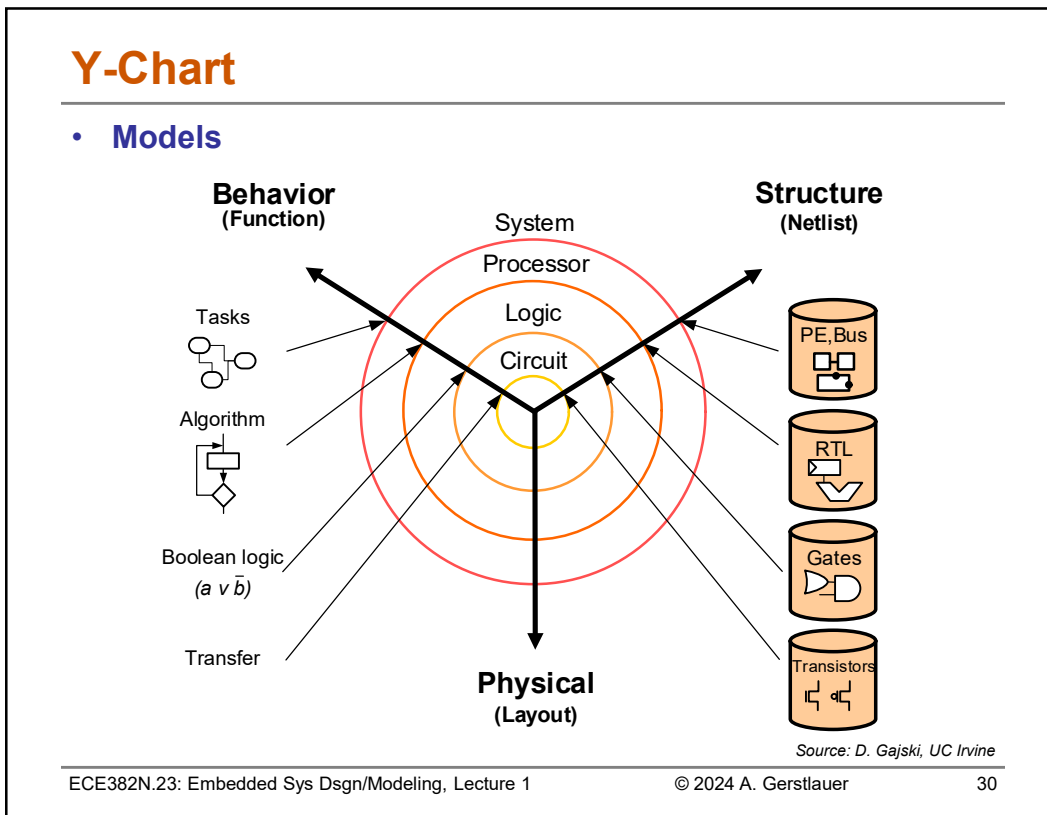 Y-Chart
• Models
Behavior
(Function)
Structure
(Netlist)
System
Processor
Logic
Circuit
Tasks
Algorithm
Boolean logic
(a v b̄)
Transfer
PE,Bus
RTL
Gates
Transistors
Physical
(Layout)
Source: D. Gajski, UC Irvine
ECE382N.23: Embedded Sys Dsgn/Modeling, Lecture 1 © 2024 A. Gerstlauer 30